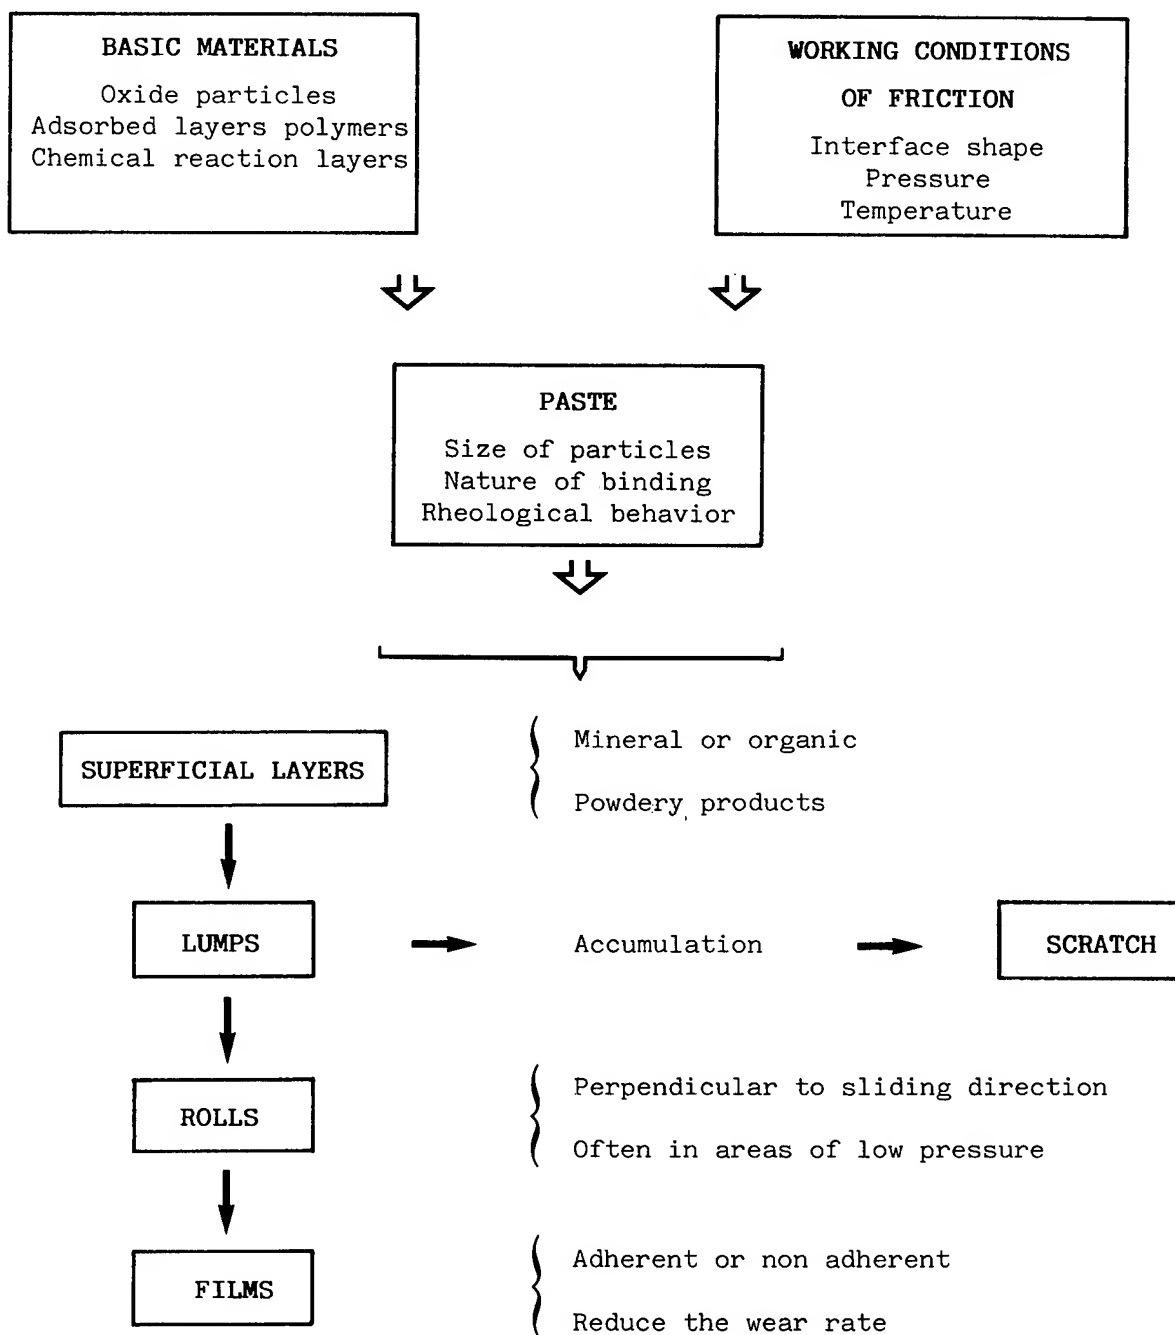 BASIC MATERIALS
Oxide particles
Adsorbed layers polymers
Chemical reaction layers
WORKING CONDITIONS
OF FRICTION
Interface shape
Pressure
Temperature
PASTE
Size of particles
Nature of binding
Rheological behavior
SUPERFICIAL LAYERS
Mineral or organic
Powdery products
LUMPS
Accumulation
SCRATCH
ROLLS
Perpendicular to sliding direction
Often in areas of low pressure
FILMS
Adherent or non adherent
Reduce the wear rate